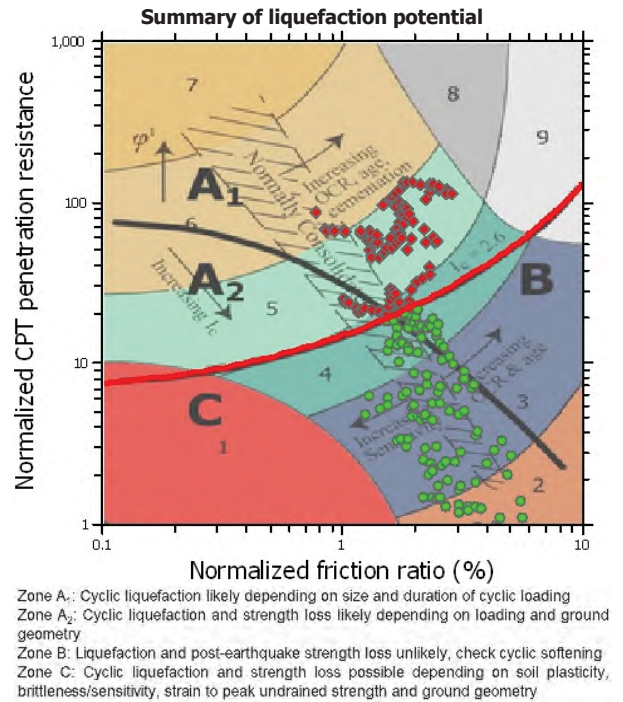 Summary of liquefaction potential
Normalized CPT penetration resistance
1,000
100
10
1
7
8
9
φ'
A1
Increasing
OCR, age,
cementation
Normally Consolidated
6
A2
Increasing Ic
5
Ic = 2.6
B
4
C
1
Increasing
OCR & age
3
Increasing
Sensitivity
2
0.1
1
10
Normalized friction ratio (%)
Zone A1: Cyclic liquefaction likely depending on size and duration of cyclic loading
Zone A2: Cyclic liquefaction and strength loss likely depending on loading and ground
geometry
Zone B: Liquefaction and post-earthquake strength loss unlikely, check cyclic softening
Zone C: Cyclic liquefaction and strength loss possible depending on soil plasticity,
brittleness/sensitivity, strain to peak undrained strength and ground geometry